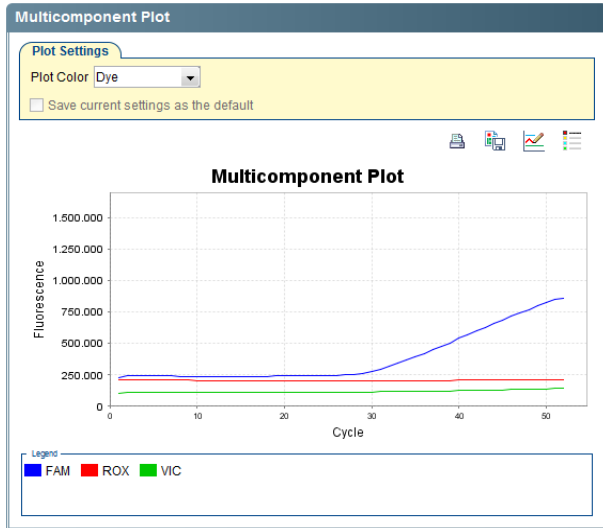 Multicomponent Plot
Plot Settings
Plot Color Dye
Save current settings as the default
Multicomponent Plot
1.500.000
1.250.000
1.000.000
750.000
500.000
250.000
0
Fluorescence
0 10 20 30 40 50
Cycle
Legend
FAM ROX VIC